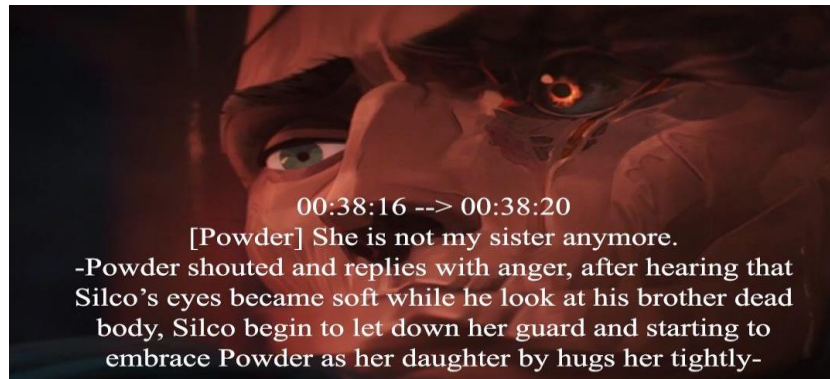 00:38:16 --> 00:38:20
[Powder] She is not my sister anymore.
-Powder shouted and replies with anger, after hearing that
Silco’s eyes became soft while he look at his brother dead
body, Silco begin to let down her guard and starting to
embrace Powder as her daughter by hugs her tightly-